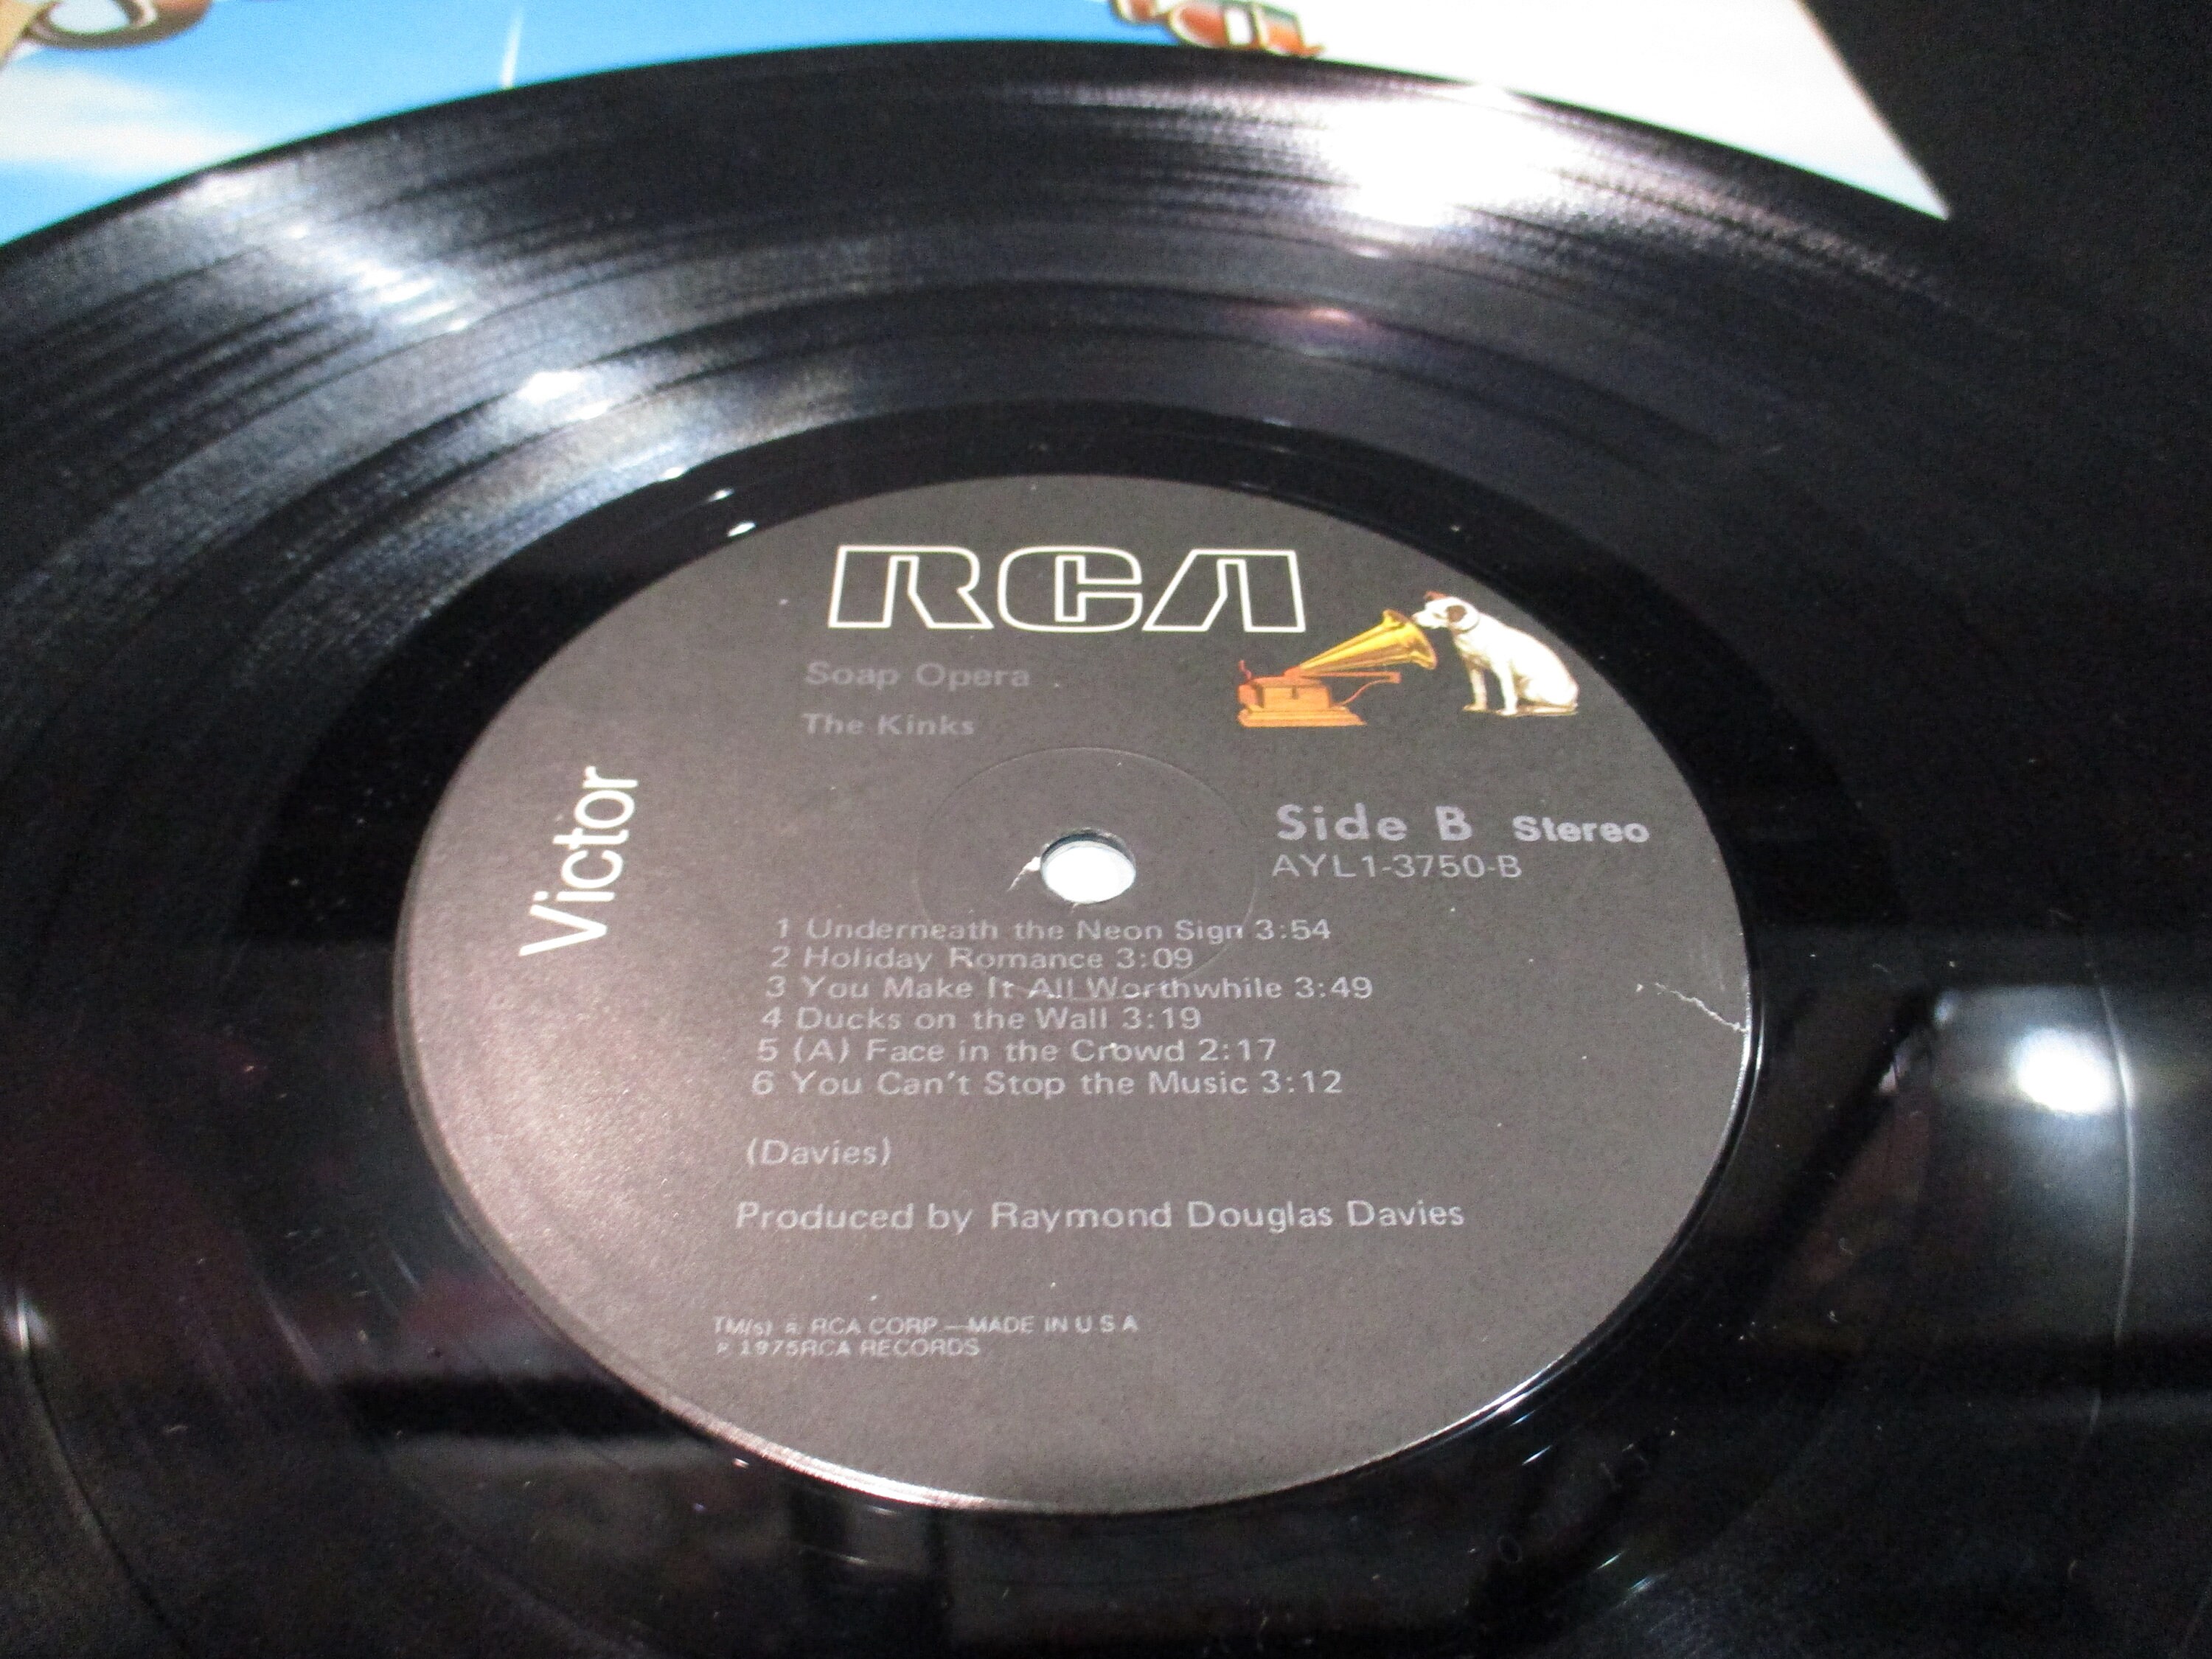 RCA
Soap Opera
The Kinks
Victor
Side B Stereo
AYL1-3750-B
1 Underneath the Neon Sign 3:54
2 Holiday Romance 3:09
3 You Make It All Worthwhile 3:49
4 Ducks on the Wall 3:19
5 (A) Face in the Crowd 2:17
6 You Can't Stop the Music 3:12
(Davies)
Produced by Raymond Douglas Davies
TM(s) ® RCA CORP—MADE IN U S A
℗ 1975RCA RECORDS